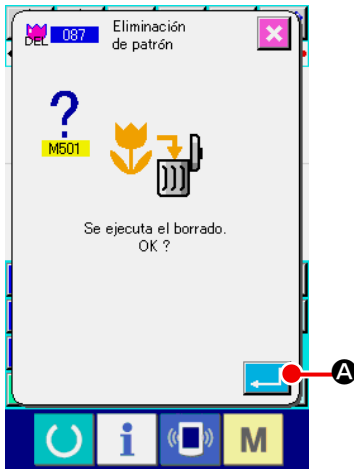 DEL 087 Eliminación
de patrón
?
M501
Se ejecuta el borrado.
OK ?
A
i M